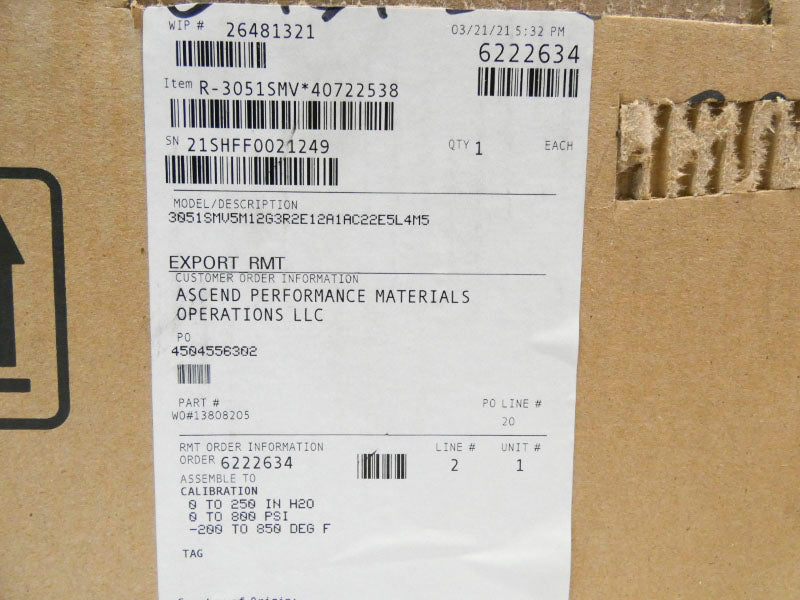 WIP # 26481321
03/21/21 5:32 PM
6222634
Item R-3051SMV*40722538
SN 21SHFF0021249
QTY 1 EACH
MODEL/DESCRIPTION
3051SMV5M12G3R2E12A1AC22E5L4M5
EXPORT RMT
CUSTOMER ORDER INFORMATION
ASCEND PERFORMANCE MATERIALS
OPERATIONS LLC
PO
4504556302
PART #
WO#13808205
PO LINE #
20
RMT ORDER INFORMATION
ORDER 6222634
LINE #
2
UNIT #
1
ASSEMBLE TO
CALIBRATION
0 TO 250 IN H2O
0 TO 800 PSI
-200 TO 850 DEG F
TAG